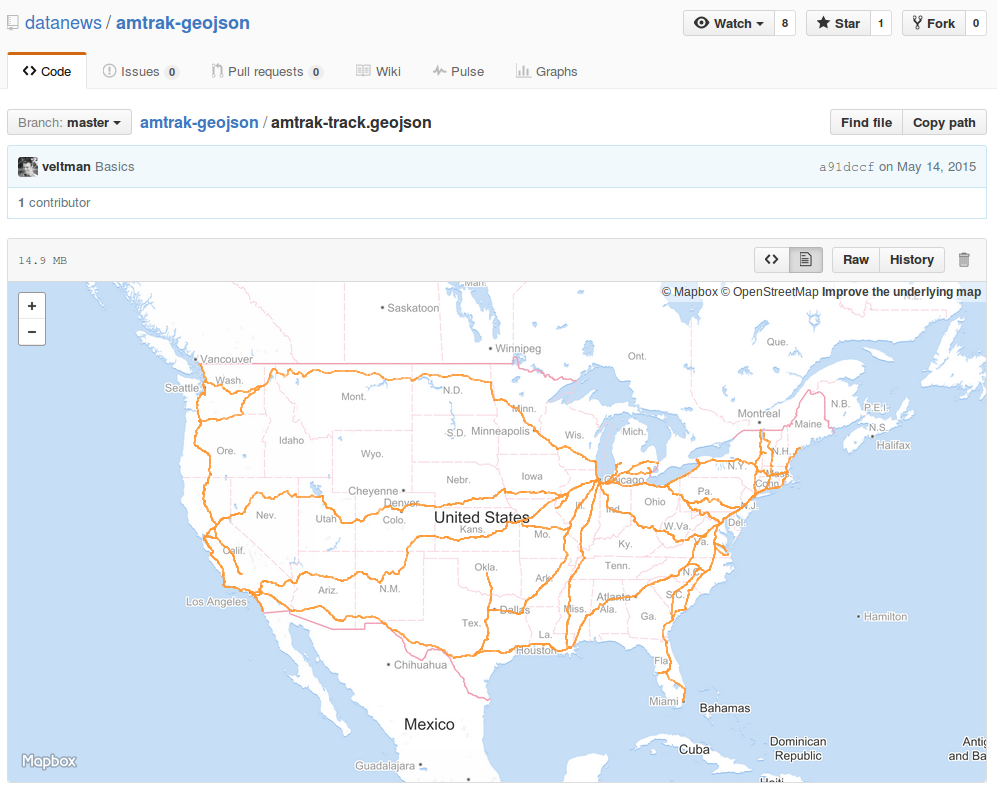 datanews / amtrak-geojson
Watch 8 Star 1 Fork 0
Code Issues 0 Pull requests 0 Wiki Pulse Graphs
Branch: master amtrak-geojson / amtrak-track.geojson Find file Copy path
veltman Basics a91dccf on May 14, 2015
1 contributor
14.9 MB Raw History
© Mapbox © OpenStreetMap Improve the underlying map
+
−
Man.
Saskatoon
Winnipeg
Ont.
Que.
Vancouver
Seattle
Wash.
Mont.
N.D.
Minn.
N.B.
P.E.I.
Montreal
Maine
N.S.
Halifax
Ore.
Idaho
S.D.
Minneapolis
Wis.
Mich.
N.H.
Wyo.
N.Y.
Mass.
Conn.
Nebr.
Iowa
Chicago
Cheyenne
Denver
Ohio
Pa.
N.J.
Nev.
Utah
Colo.
United States
Kans.
Mo.
Ill.
Ind.
W.Va.
Del.
Va.
Ky.
Calif.
Okla.
Ark.
Tenn.
N.C.
Los Angeles
Ariz.
N.M.
Dallas
Miss.
Atlanta
Ala.
S.C.
Ga.
Hamilton
Tex.
La.
Houston
Fla.
Chihuahua
Miami
Bahamas
Mexico
Cuba
Dominican
Republic
Antig
and Ba
Guadalajara
Haiti
Mapbox